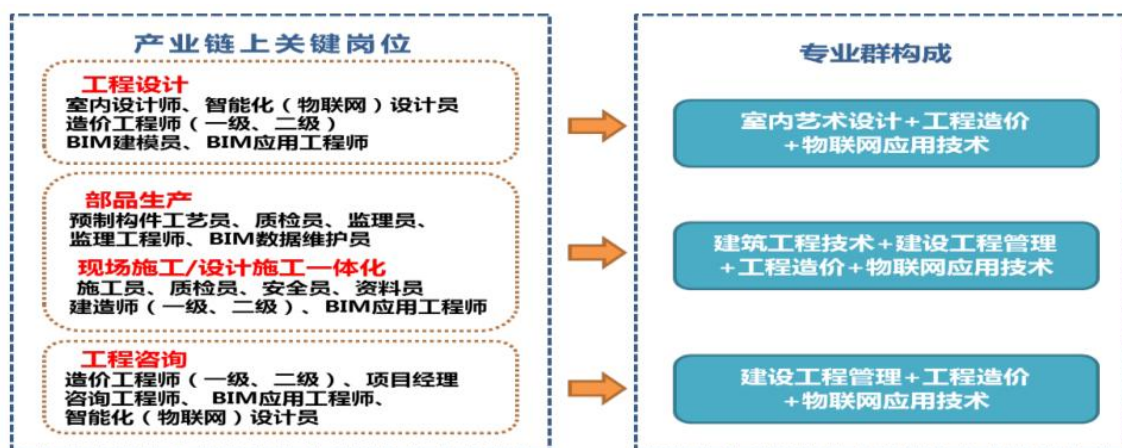 产业链上关键岗位
工程设计
室内设计师、智能化（物联网）设计员
造价工程师（一级、二级）
BIM建模员、BIM应用工程师
部品生产
预制构件工艺员、质检员、监理员、
监理工程师、BIM数据维护员
现场施工/设计施工一体化
施工员、质检员、安全员、资料员
建造师（一级、二级）、BIM应用工程师
工程咨询
造价工程师（一级、二级）、项目经理
咨询工程师、 BIM应用工程师、
智能化（物联网）设计员
专业群构成
室内艺术设计+工程造价
+物联网应用技术
建筑工程技术+建设工程管理
+工程造价+物联网应用技术
建设工程管理+工程造价
+物联网应用技术